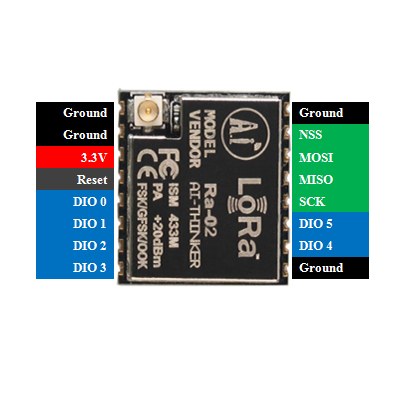 Ground
Ground
3.3V
Reset
DIO 0
DIO 1
DIO 2
DIO 3
Ground
NSS
MOSI
MISO
SCK
DIO 5
DIO 4
Ground
Ai
LoRa
MODEL Ra-02
VENDOR AI-THINKER
FC CE
ISM 433M
PA +20dBm
FSK/GFSK/OOK